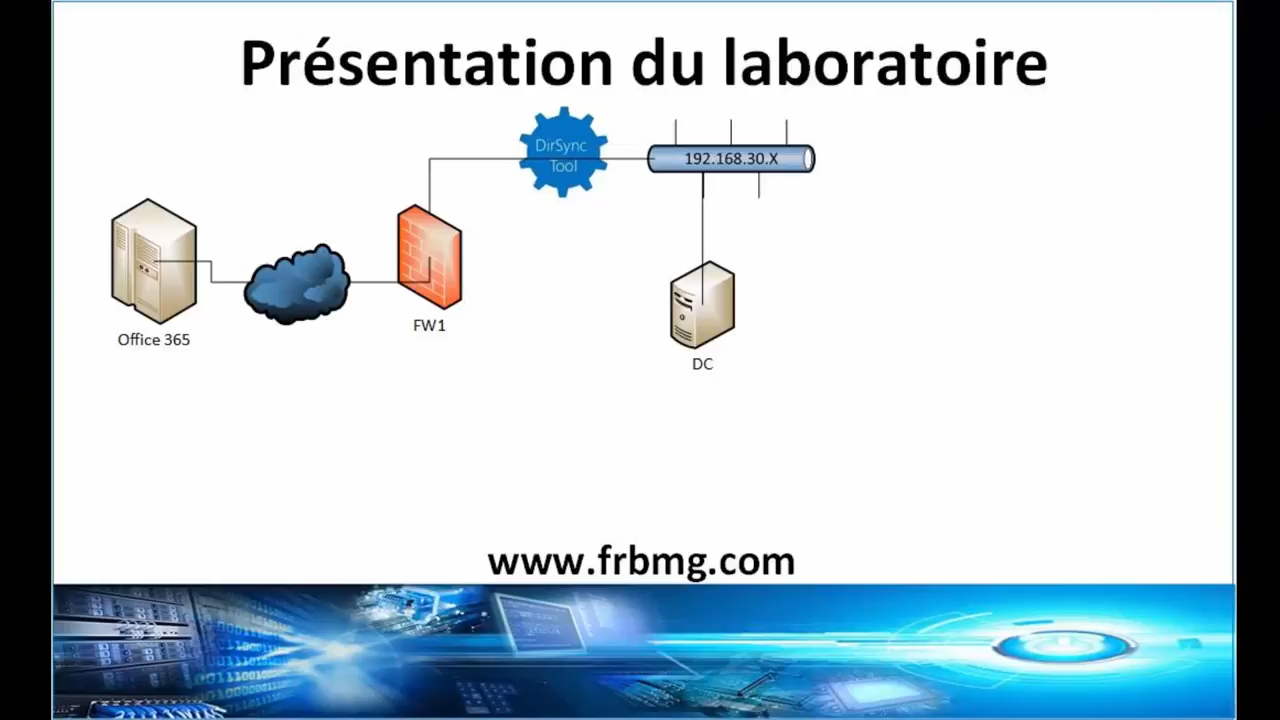 Présentation du laboratoire
DirSync
Tool
192.168.30.X
Office 365
FW1
DC
www.frbmg.com